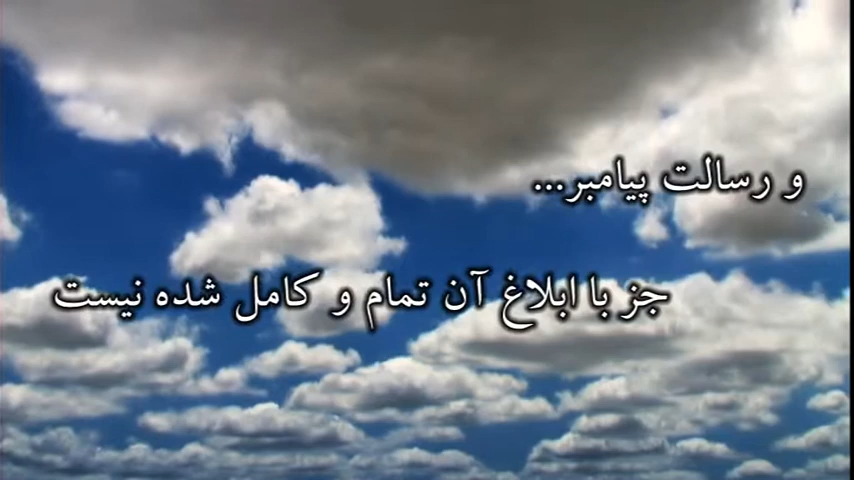 و رسالت پیامبر...
جز با ابلاغ آن تمام و کامل شده نیست